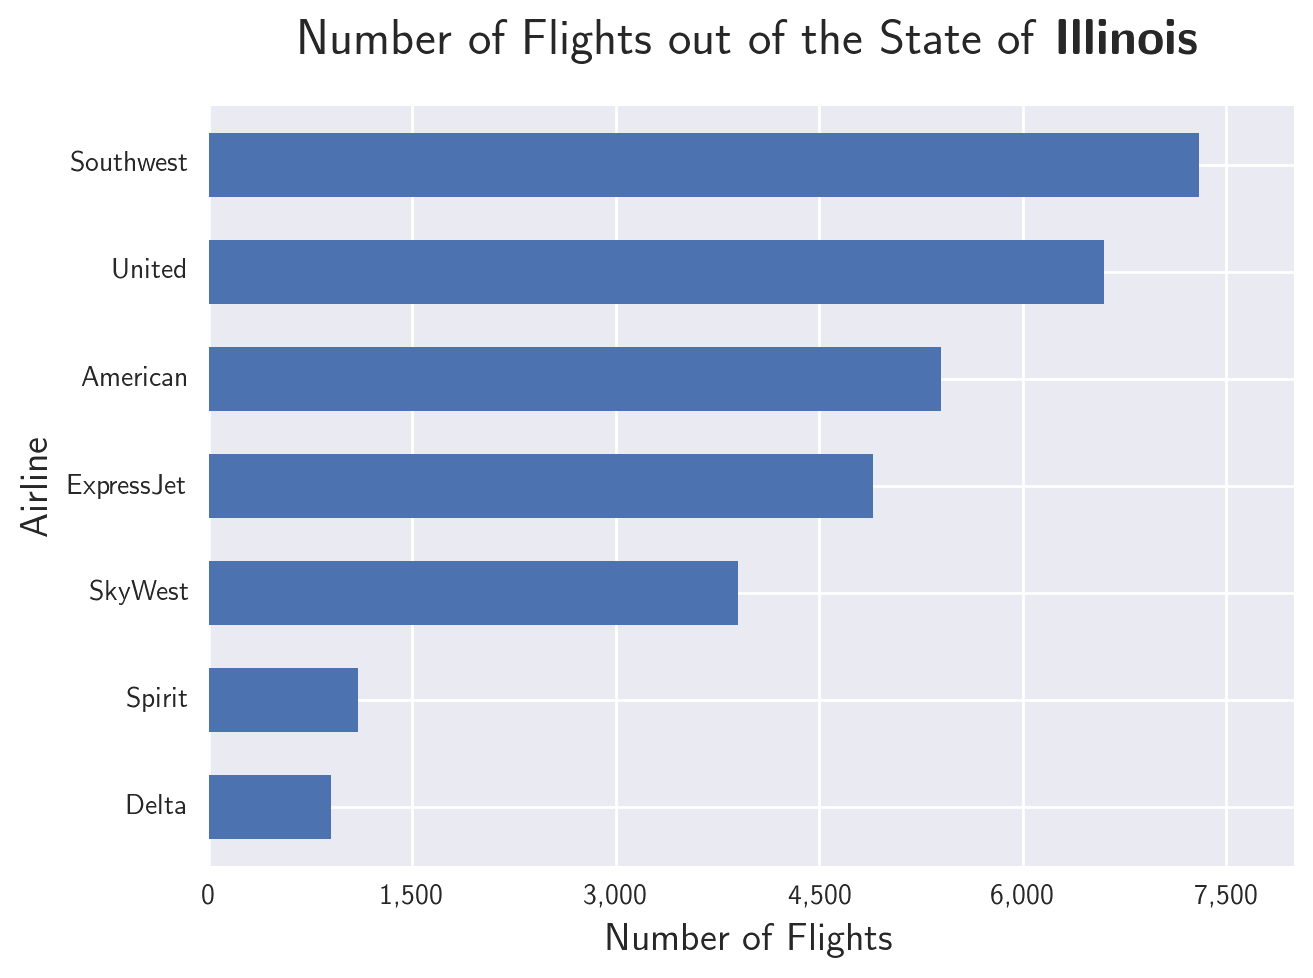 Number of Flights out of the State of Illinois
Southwest
United
American
ExpressJet
SkyWest
Spirit
Delta
Airline
0 1,500 3,000 4,500 6,000 7,500
Number of Flights